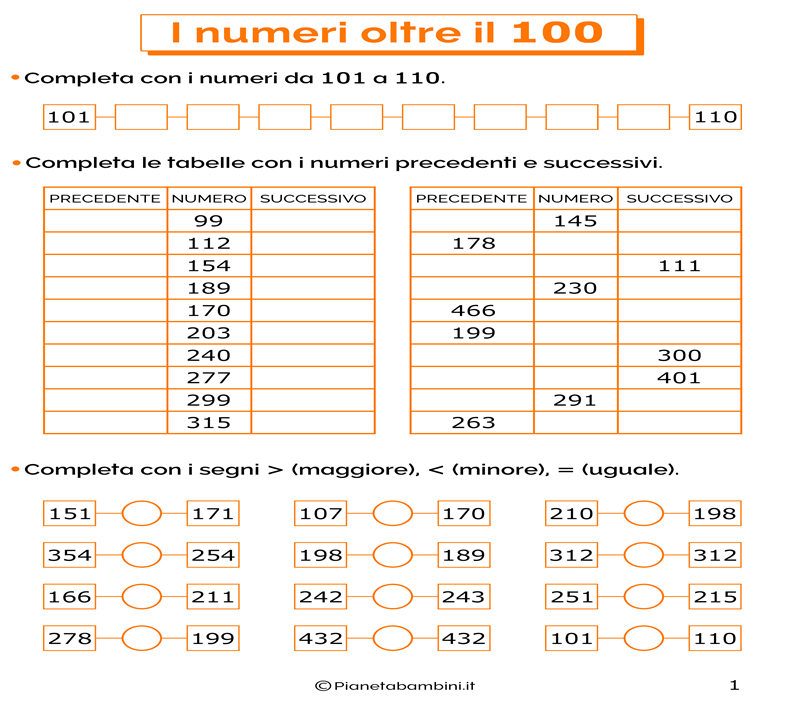 I numeri oltre il 100
•Completa con i numeri da 101 a 110.
101 110
•Completa le tabelle con i numeri precedenti e successivi.
PRECEDENTE NUMERO SUCCESSIVO
99
112
154
189
170
203
240
277
299
315
PRECEDENTE NUMERO SUCCESSIVO
145
178
111
230
466
199
300
401
291
263
•Completa con i segni > (maggiore), < (minore), = (uguale).
151 171 107 170 210 198
354 254 198 189 312 312
166 211 242 243 251 215
278 199 432 432 101 110
©Pianetabambini.it 1